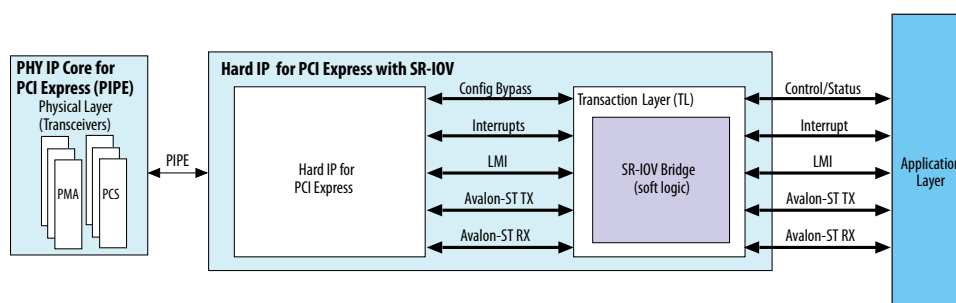 PHY IP Core for
PCI Express (PIPE)
Physical Layer
(Transceivers)
PMA
PCS
PIPE
Hard IP for PCI Express with SR-IOV
Hard IP for
PCI Express
Config Bypass
Interrupts
LMI
Avalon-ST TX
Avalon-ST RX
Transaction Layer (TL)
SR-IOV Bridge
(soft logic)
Control/Status
Interrupt
LMI
Avalon-ST TX
Avalon-ST RX
Application
Layer